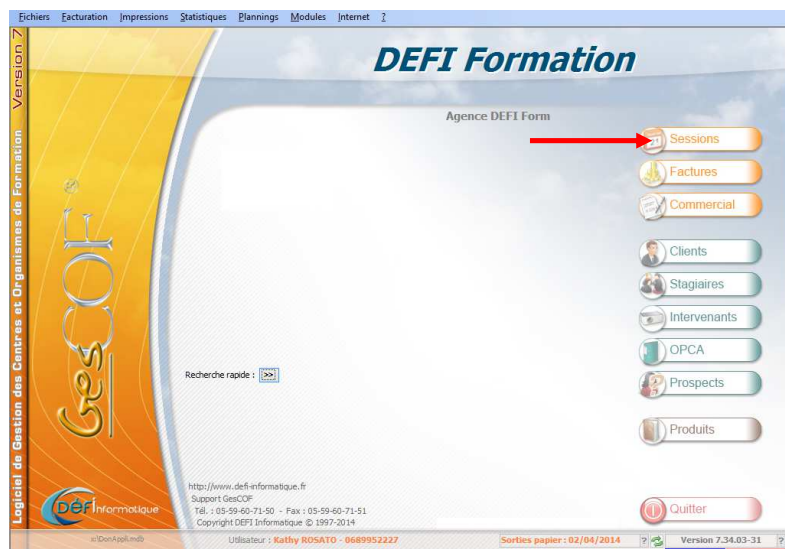 Fichiers Facturation Impressions Statistiques Plannings Modules Internet ?
DEFI Formation
Agence DEFI Form
Sessions
Factures
Commercial
Clients
Stagiaires
Intervenants
OPCA
Prospects
Produits
Quitter
Recherche rapide : >>
Logiciel de Gestion des Centres et Organismes de Formation Version 7
GesCOF
DÉFI Informatique
http://www.defi-informatique.fr
Support GesCOF
Tél. : 05-59-60-71-50 - Fax : 05-59-60-71-51
Copyright DEFI Informatique © 1997-2014
c:\DonAppli.mdb Utilisateur : Kathy ROSATO - 0689952227 Sorties papier : 02/04/2014 ? Version 7.34.03-31 ?